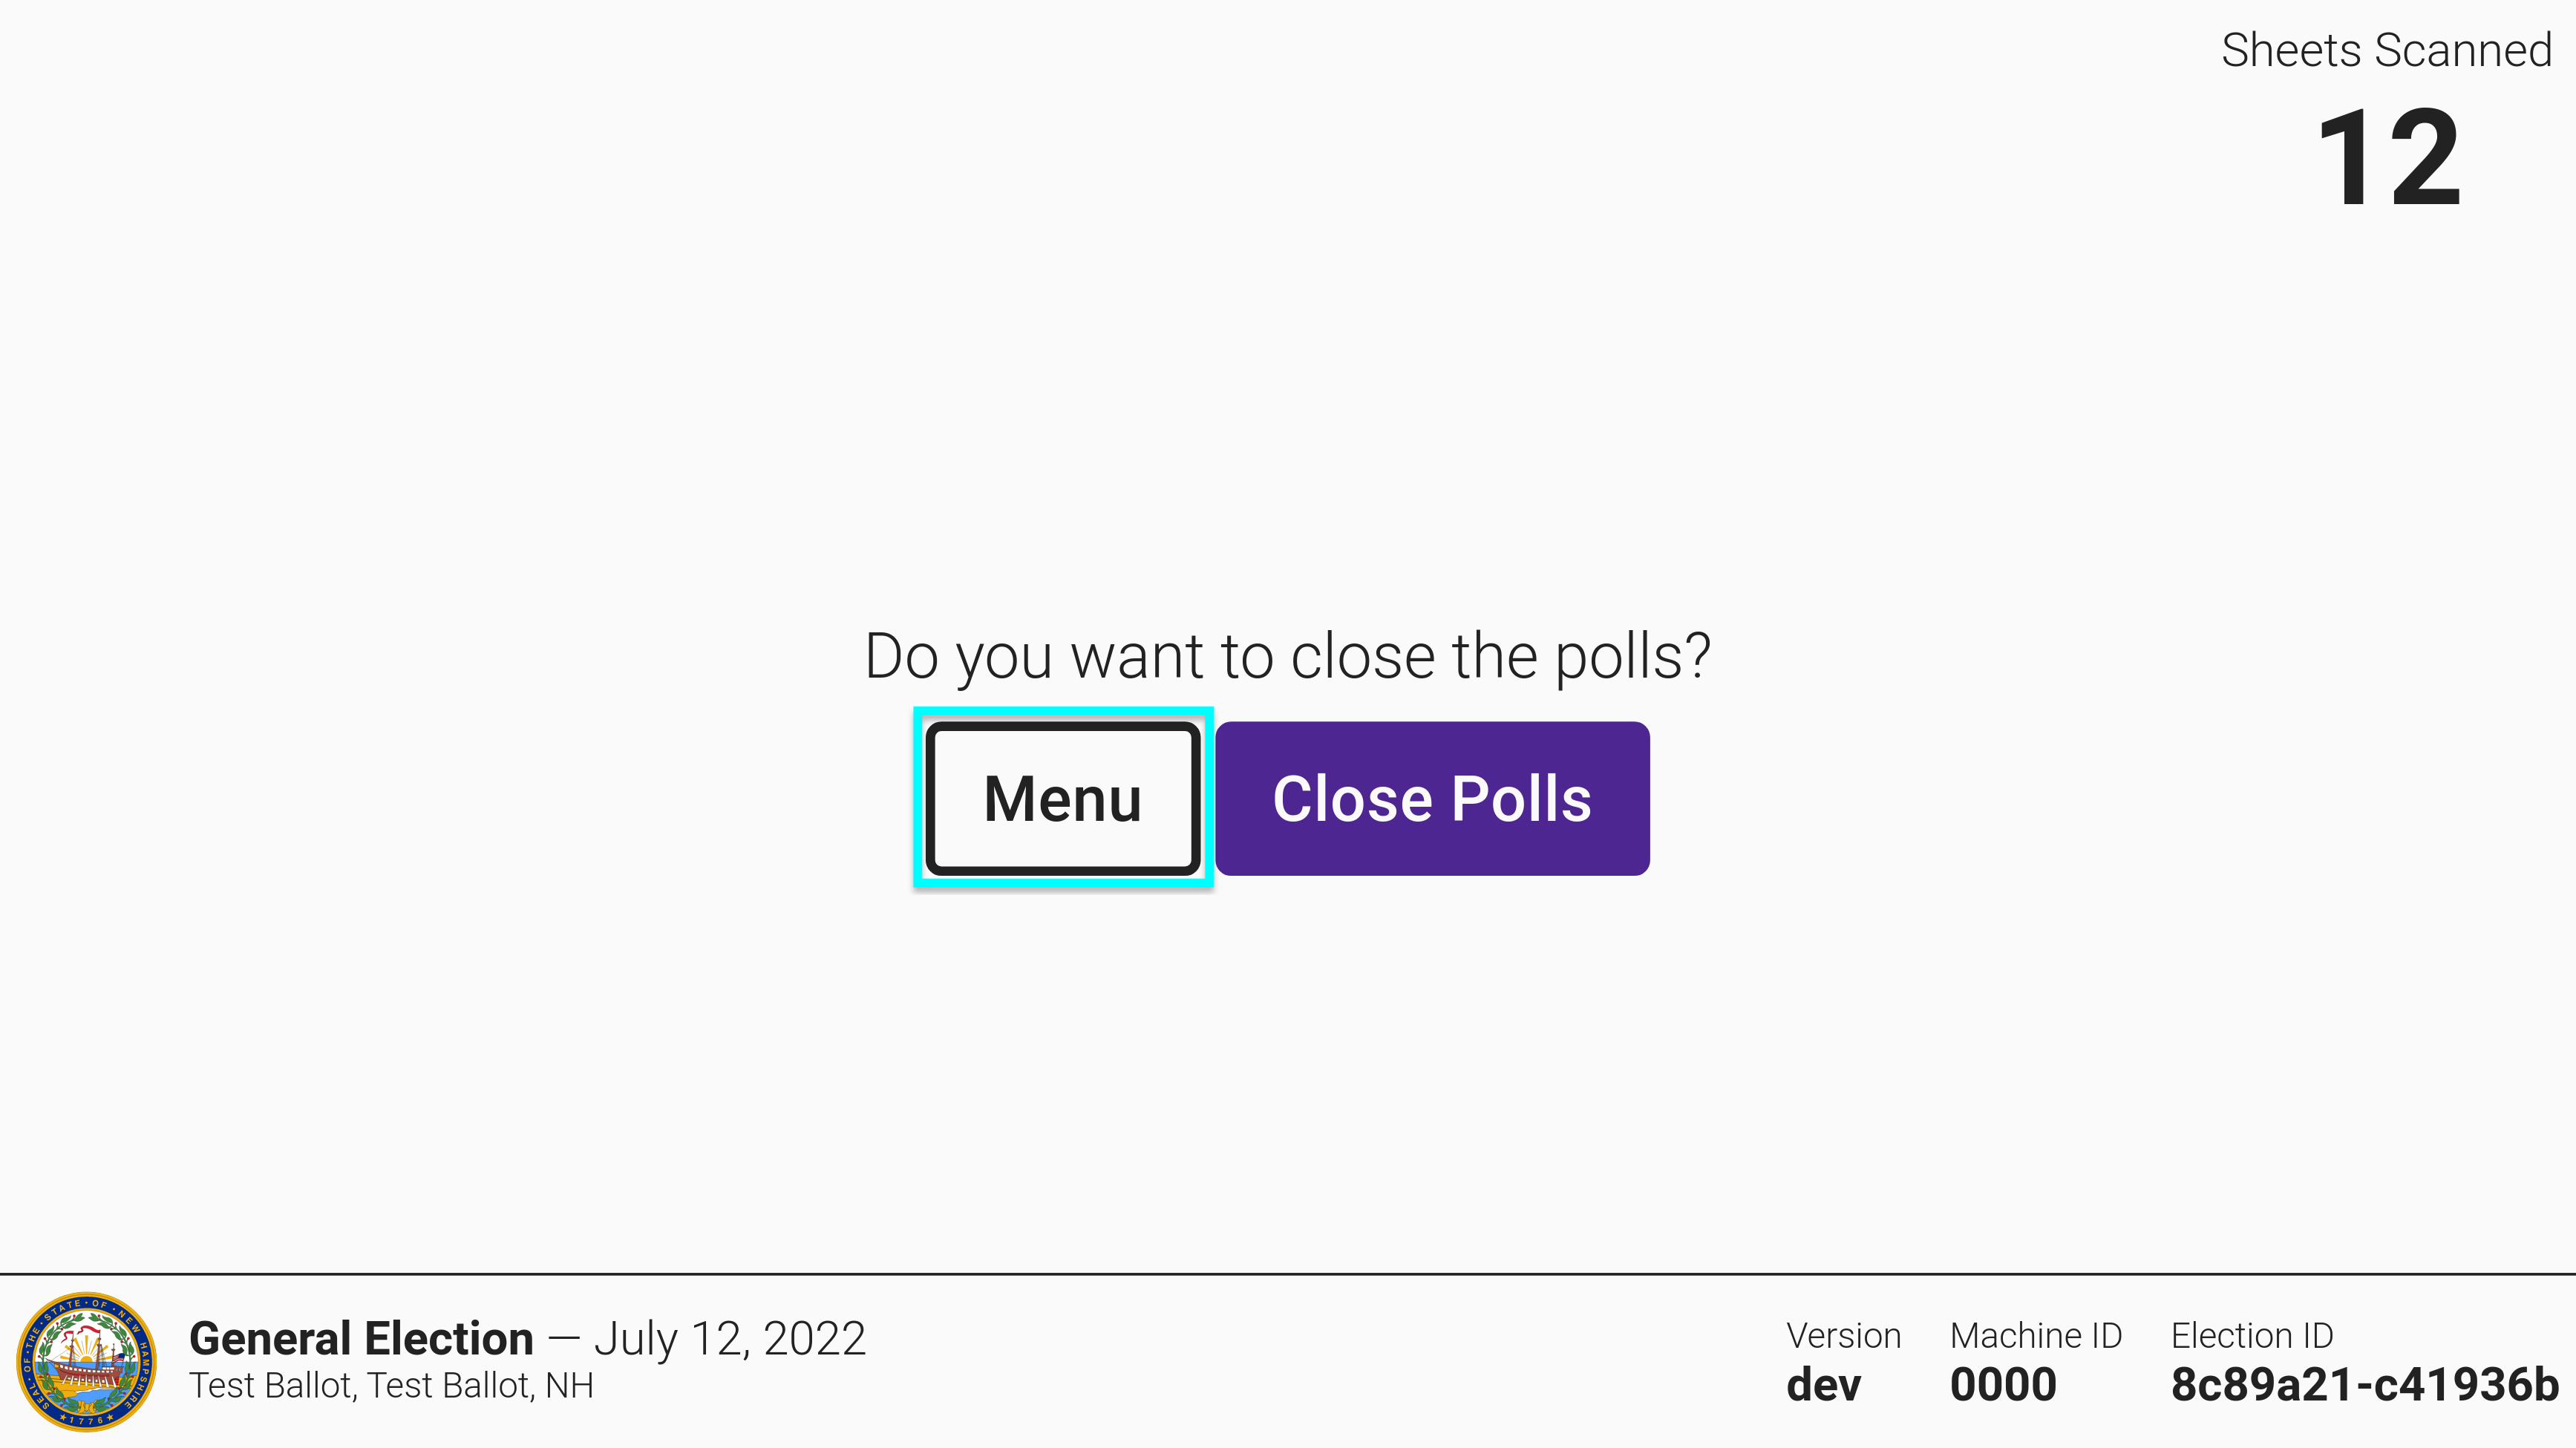 Sheets Scanned
12
Do you want to close the polls?
Menu
Close Polls
SEAL · OF · THE · STATE · OF · NEW HAMPSHIRE
1776
General Election — July 12, 2022
Test Ballot, Test Ballot, NH
Version
dev
Machine ID
0000
Election ID
8c89a21-c41936b